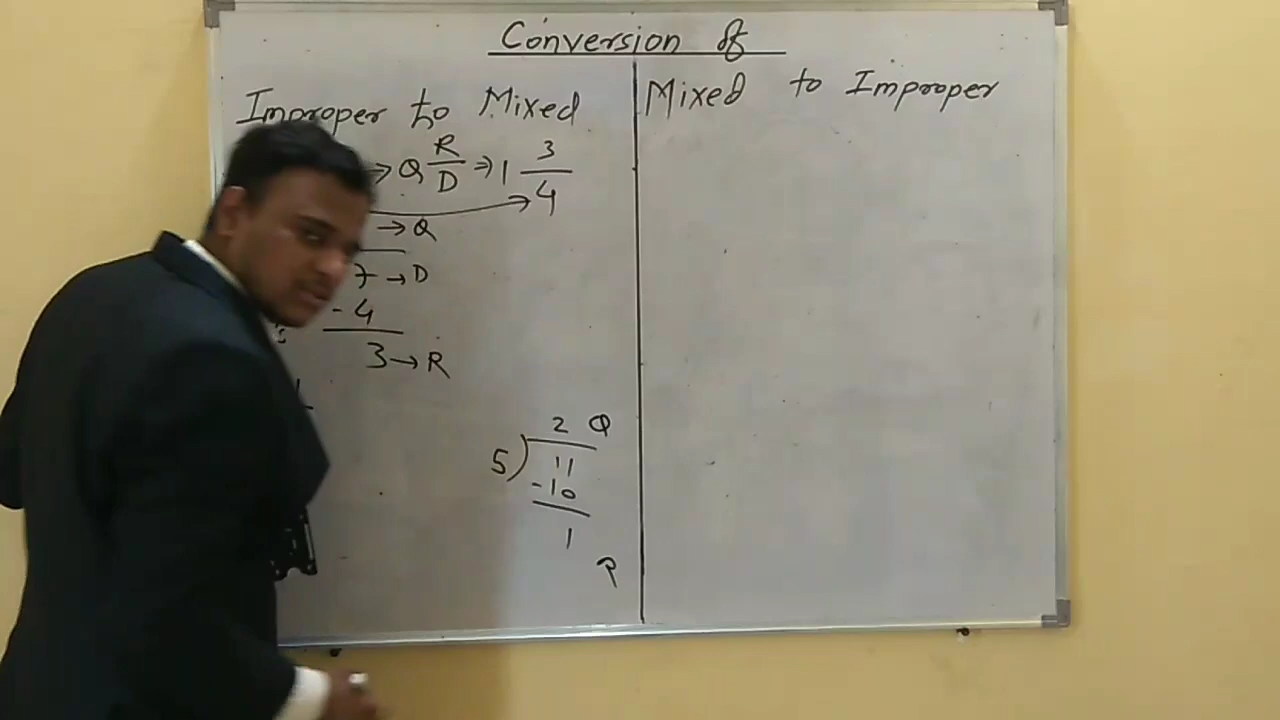 Conversion of
Improper to Mixed
→ Q R/D ⇒ 1 3/4
→ Q
7 → D
- 4
3 → R
2 Q
5) 11
-10
1
R
Mixed to Improper